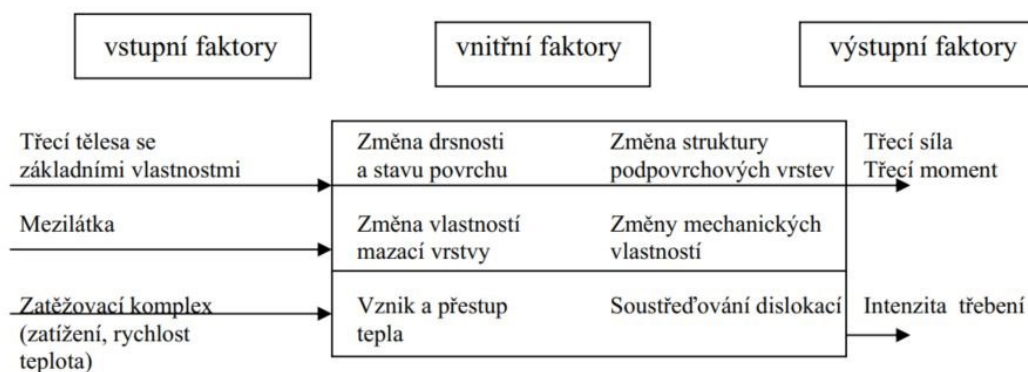 vstupní faktory
vnitřní faktory
výstupní faktory
Třecí tělesa se
základními vlastnostmi
Změna drsnosti
a stavu povrchu
Změna struktury
podpovrchových vrstev
Třecí síla
Třecí moment
Mezilátka
Změna vlastností
mazací vrstvy
Změny mechanických
vlastností
Zatěžovací komplex
(zatížení, rychlost
teplota)
Vznik a přestup
tepla
Soustřeďování dislokací
Intenzita třebení